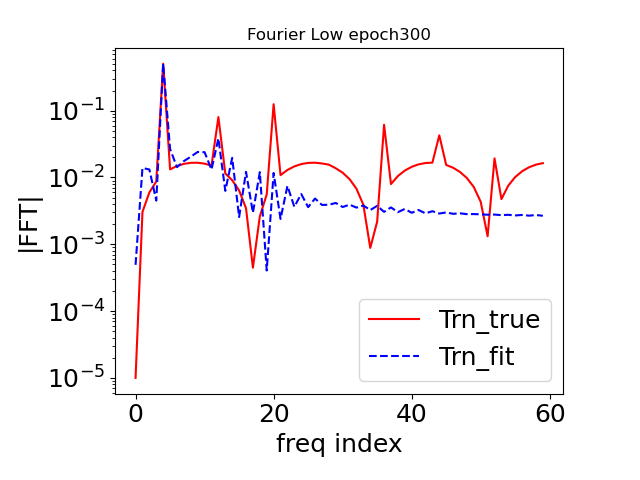 Fourier Low epoch300
|FFT|
10^{-1}
10^{-2}
10^{-3}
10^{-4}
10^{-5}
Trn_true
Trn_fit
0 20 40 60
freq index